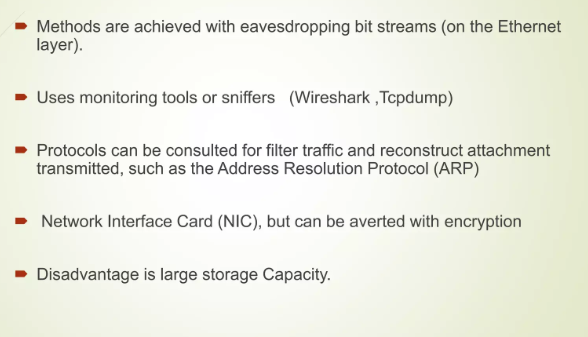 Methods are achieved with eavesdropping bit streams (on the Ethernet
layer).
Uses monitoring tools or sniffers (Wireshark ,Tcpdump)
Protocols can be consulted for filter traffic and reconstruct attachment
transmitted, such as the Address Resolution Protocol (ARP)
Network Interface Card (NIC), but can be averted with encryption
Disadvantage is large storage Capacity.